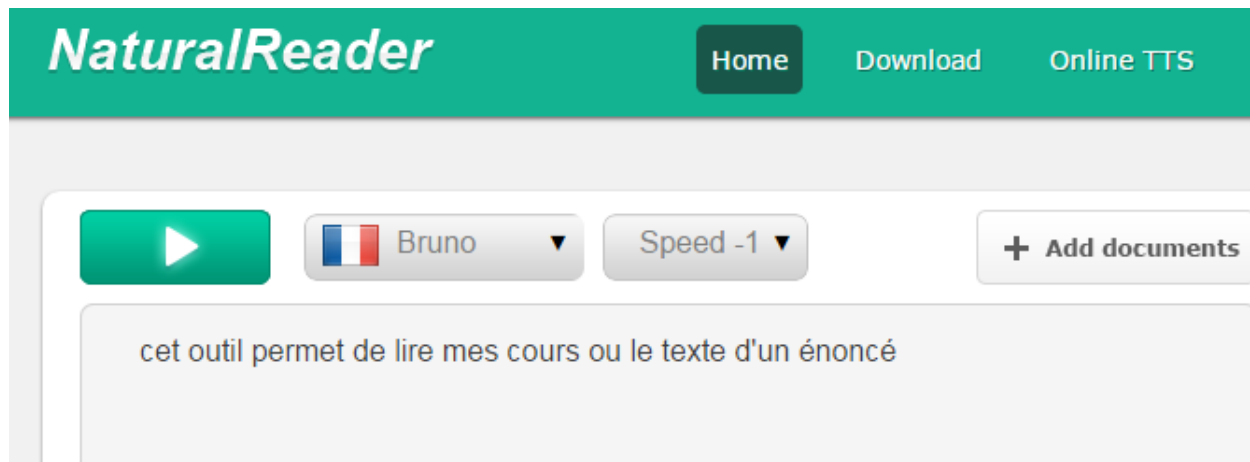 NaturalReader Home Download Online TTS
Bruno Speed -1 + Add documents
cet outil permet de lire mes cours ou le texte d'un énoncé